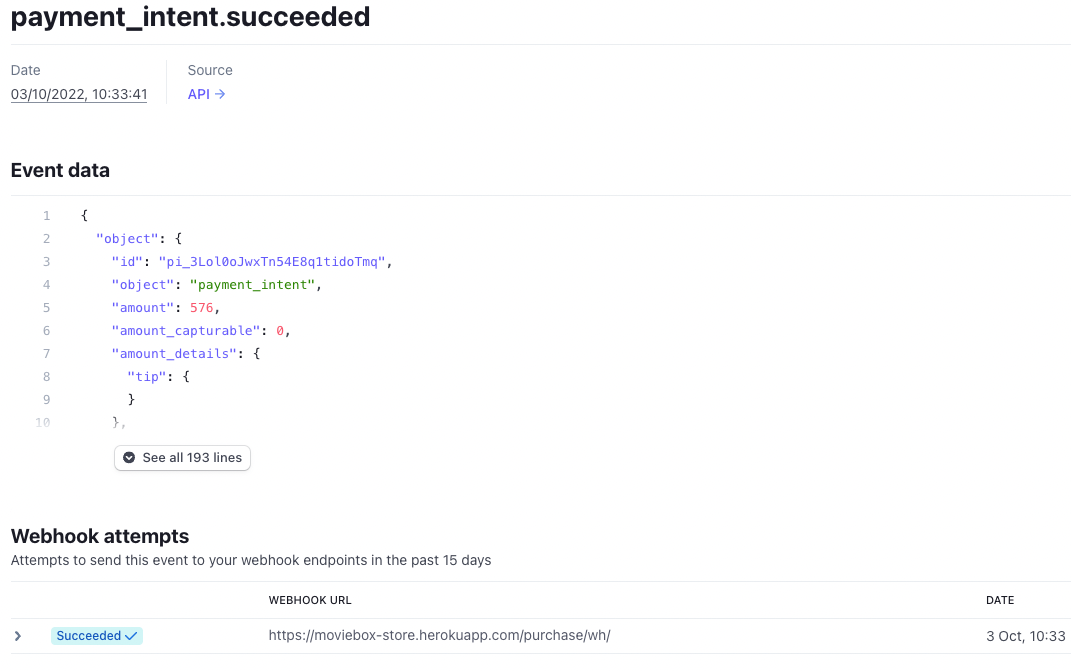 payment_intent.succeeded
Date
Source
03/10/2022, 10:33:41
API →
Event data
1 {
2 "object": {
3 "id": "pi_3Lol0oJwxTn54E8q1tidoTmq",
4 "object": "payment_intent",
5 "amount": 576,
6 "amount_capturable": 0,
7 "amount_details": {
8 "tip": {
9 }
10 },
See all 193 lines
Webhook attempts
Attempts to send this event to your webhook endpoints in the past 15 days
WEBHOOK URL DATE
Succeeded ✓ https://moviebox-store.herokuapp.com/purchase/wh/ 3 Oct, 10:33